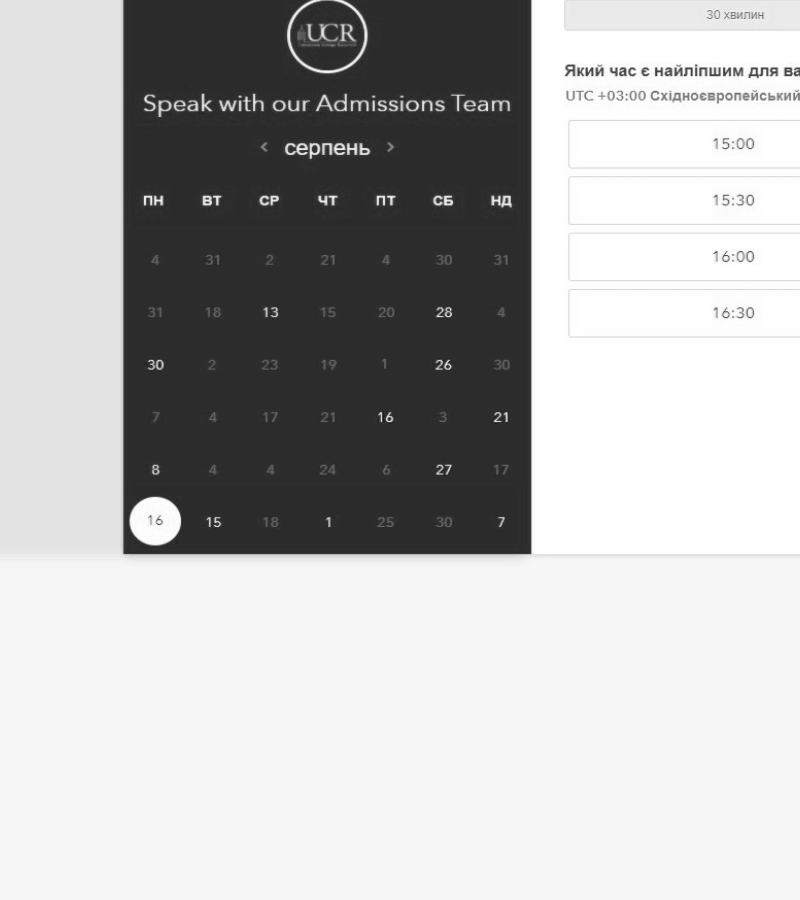 UCR
Speak with our Admissions Team
< серпень >
ПН ВТ СР ЧТ ПТ СБ НД
4 31 2 21 4 30 31
31 18 13 15 20 28 4
30 2 23 19 1 26 30
7 4 17 21 16 3 21
8 4 4 24 6 27 17
16 15 18 1 25 30 7
30 хвилин
Який час є найліпшим для ва
UTC +03:00 Східноєвропейський
15:00
15:30
16:00
16:30